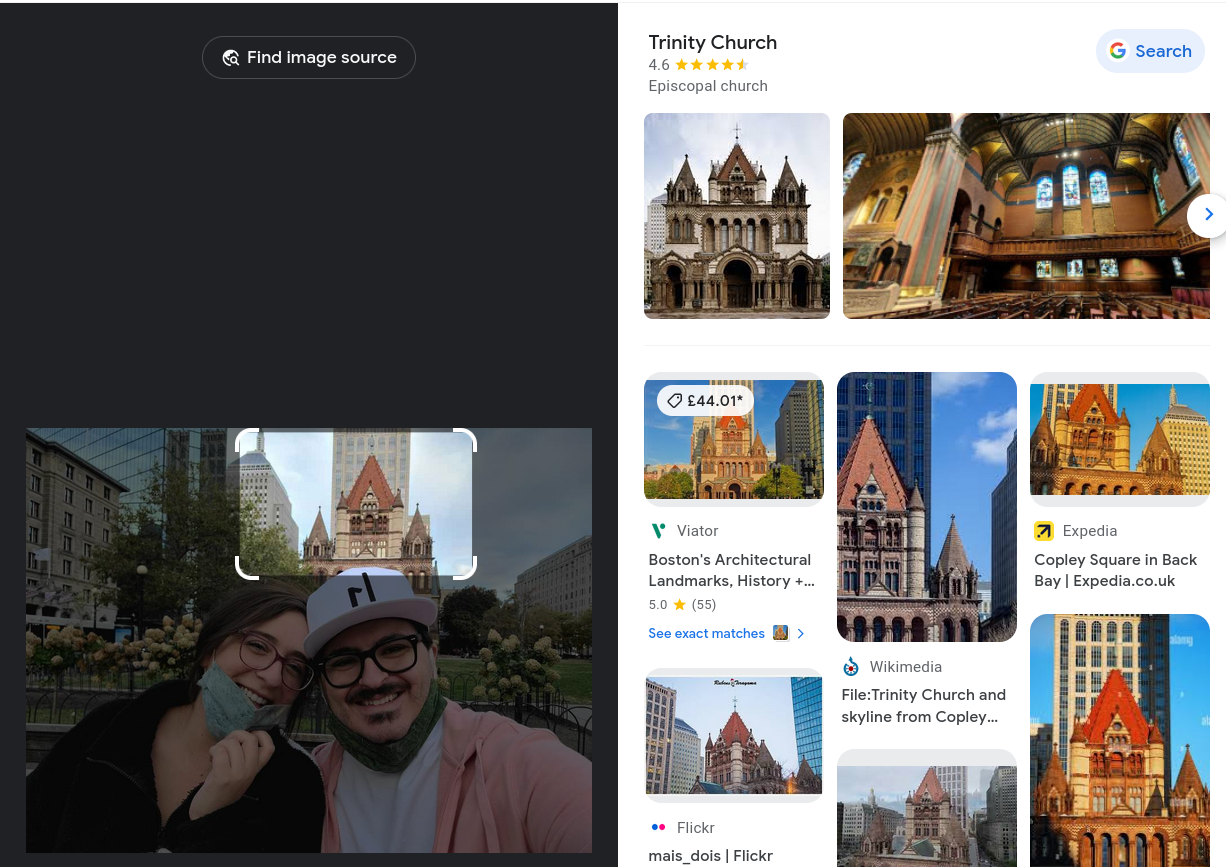 Find image source
Trinity Church
4.6
Episcopal church
Search
£44.01*
Viator
Boston's Architectural
Landmarks, History +...
5.0 (55)
See exact matches
Wikimedia
File:Trinity Church and
skyline from Copley...
Expedia
Copley Square in Back
Bay | Expedia.co.uk
Flickr
mais_dois | Flickr
alamy